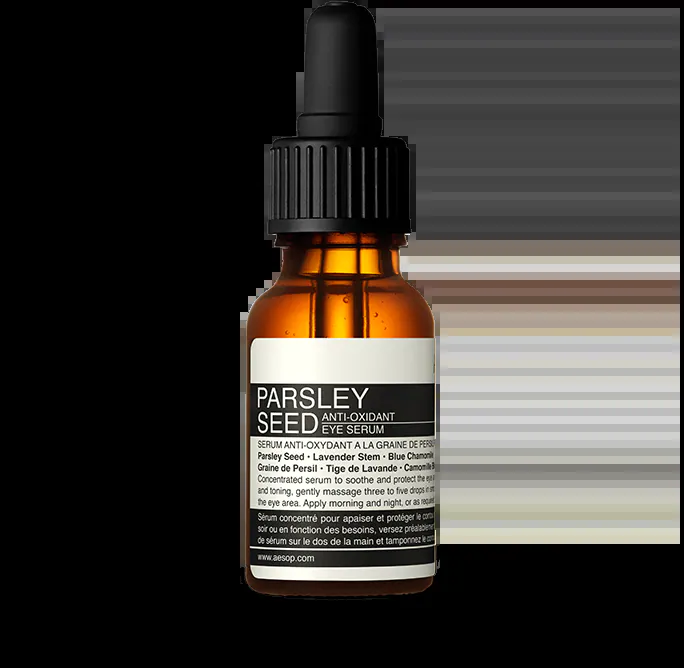 PARSLEY
SEED ANTI-OXIDANT
EYE SERUM
SERUM ANTI-OXYDANT A LA GRAINE DE
Parsley Seed · Lavender Stem · Blue Chamomile
Graine de Persil · Tige de Lavande · Camomille
Concentrated serum to soothe and protect the eye
and toning, gently massage three to five drops in
the eye area. Apply morning and night, or as required
Sérum concentré pour apaiser et protéger le
soir ou en fonction des besoins, versez
de sérum sur le dos de la main et tamponnez le
www.aesop.com